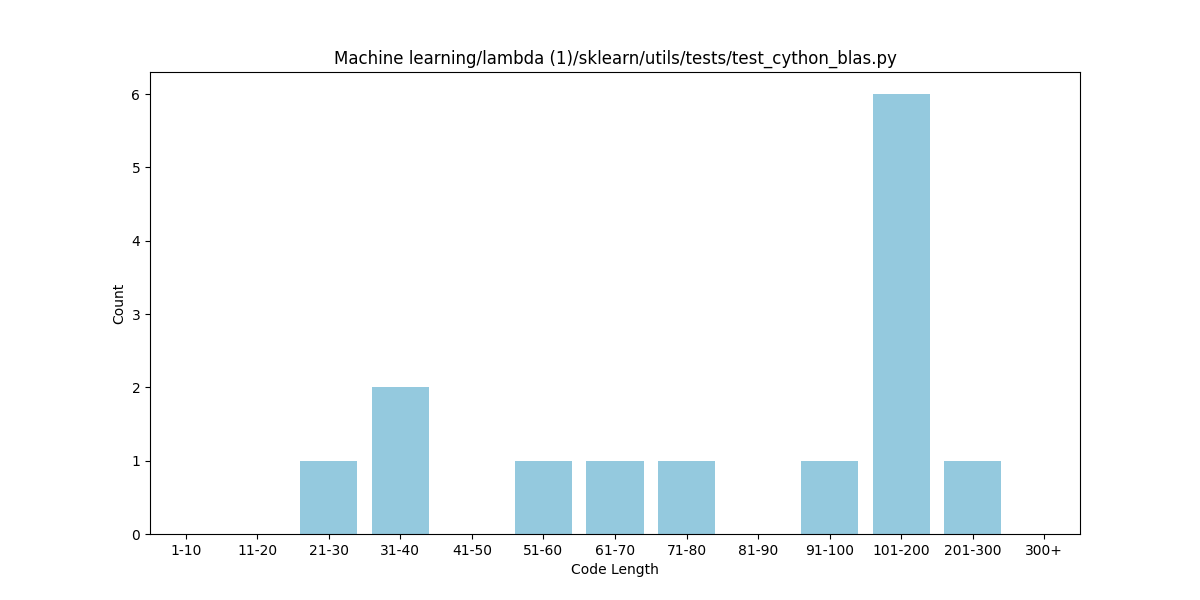 Machine learning/lambda (1)/sklearn/utils/tests/test_cython_blas.py
6
5
4
3
2
1
0
Count
1-10 11-20 21-30 31-40 41-50 51-60 61-70 71-80 81-90 91-100 101-200 201-300 300+
Code Length